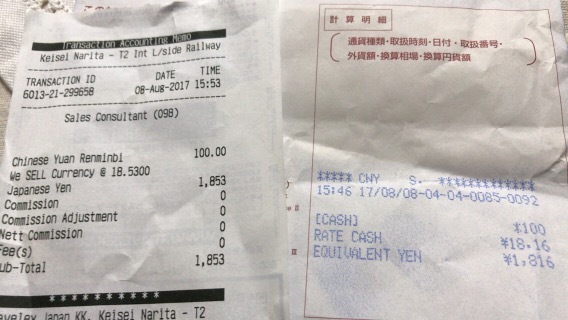 Transaction Accounting Memo
Keisei Narita - T2 Int L/side Railway
TRANSACTION ID DATE TIME
6013-21-299658 08-Aug-2017 15:53
Sales Consultant (098)
Chinese Yuan Renminbi 100.00
We SELL Currency @ 18.5300
Japanese Yen 1,853
Commission 0
Commission Adjustment 0
Nett Commission 0
Fee(s) 0
ub-Total 1,853
**********
avelex Japan KK, Keisei Narita - T2
計算明細
通貨種類・取扱時刻・日付・取扱番号・
外貨額・換算相場・換算円貨額
***** CNY S. *************
15:46 17/08/08-04-04-0085-0092
[CASH] ¥100
RATE CASH ¥18.16
EQUIVALENT YEN ¥1,816